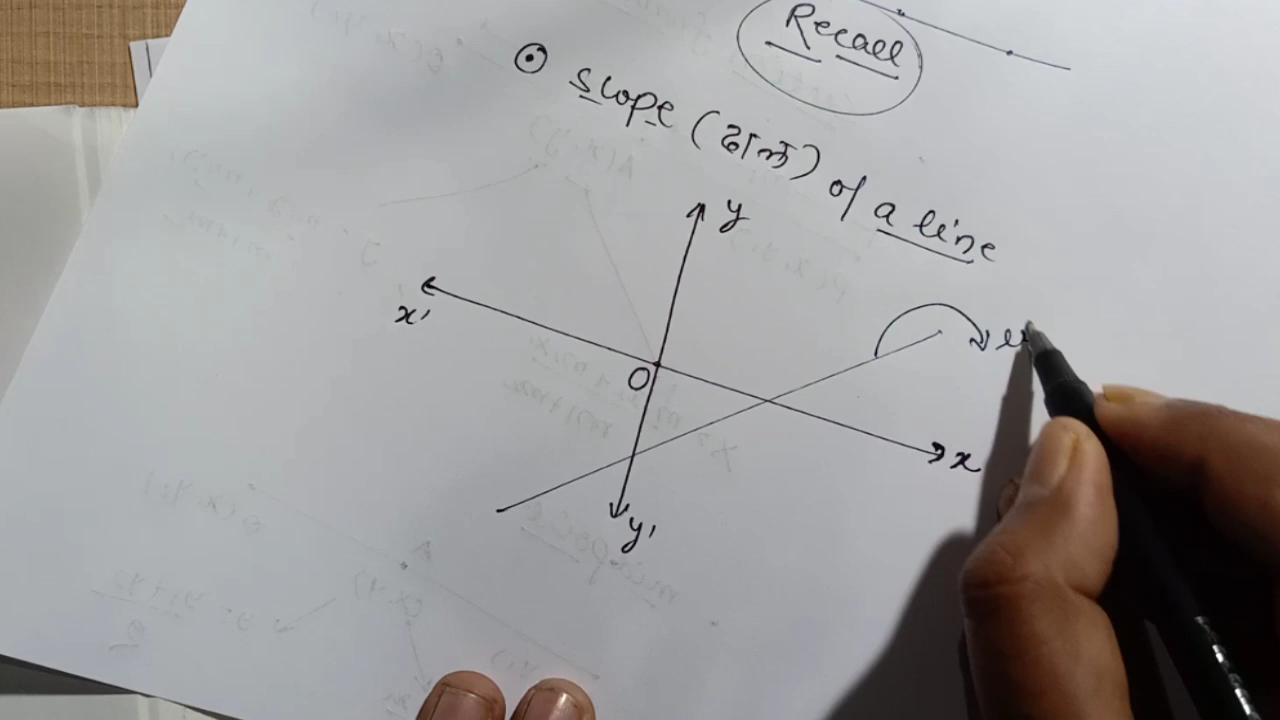 Recall
slope (ढाल) of a line
y
x'
O
x
y'